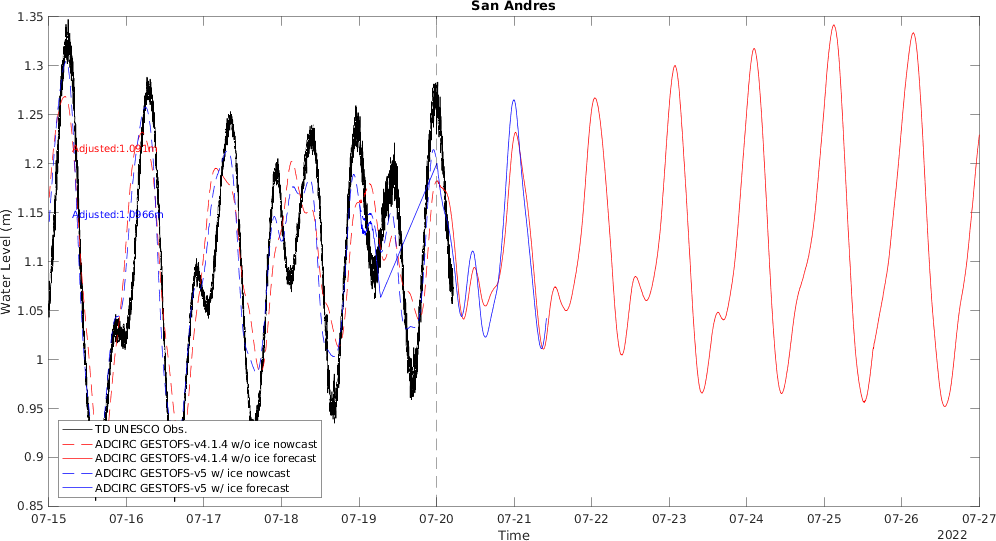 San Andres
Water Level (m)
1.35
1.3
1.25
1.2
1.15
1.1
1.05
1
0.95
0.9
0.85
Adjusted:1.091m
Adjusted:1.0966m
TD UNESCO Obs.
ADCIRC GESTOFS-v4.1.4 w/o ice nowcast
ADCIRC GESTOFS-v4.1.4 w/o ice forecast
ADCIRC GESTOFS-v5 w/ ice nowcast
ADCIRC GESTOFS-v5 w/ ice forecast
07-15 07-16 07-17 07-18 07-19 07-20 07-21 07-22 07-23 07-24 07-25 07-26 07-27
Time
2022